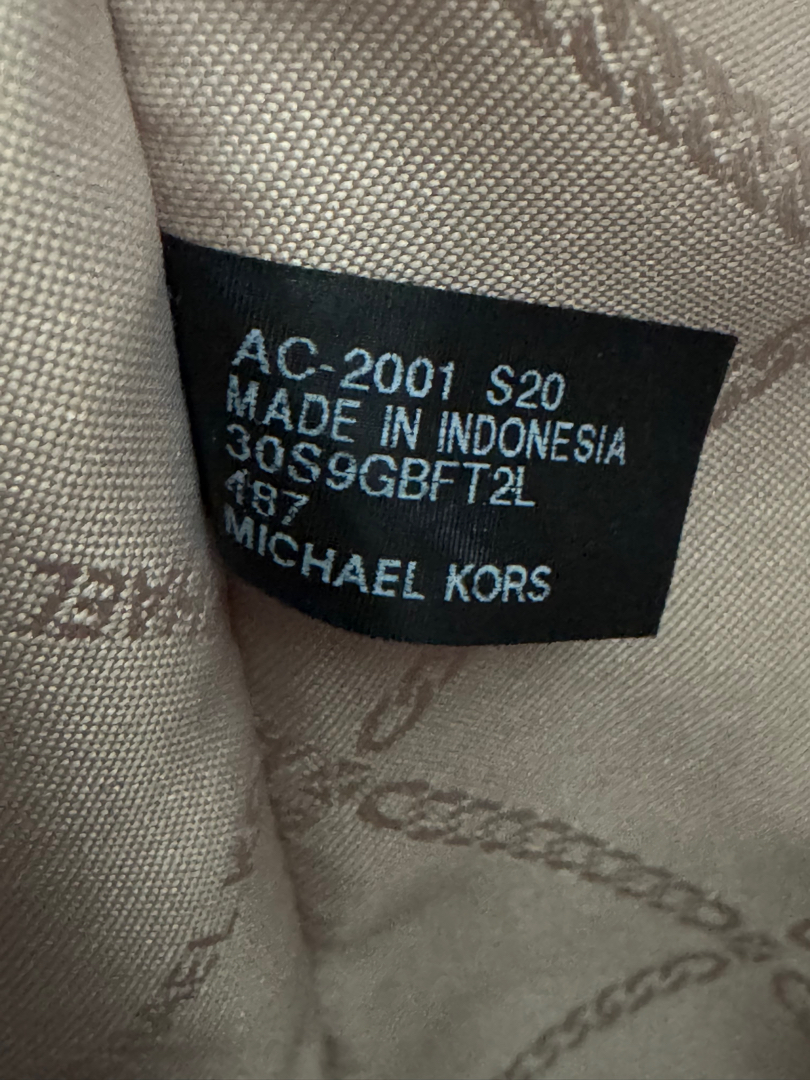 AC-2001 S20
MADE IN INDONESIA
30S9GBFT2L
487
MICHAEL KORS